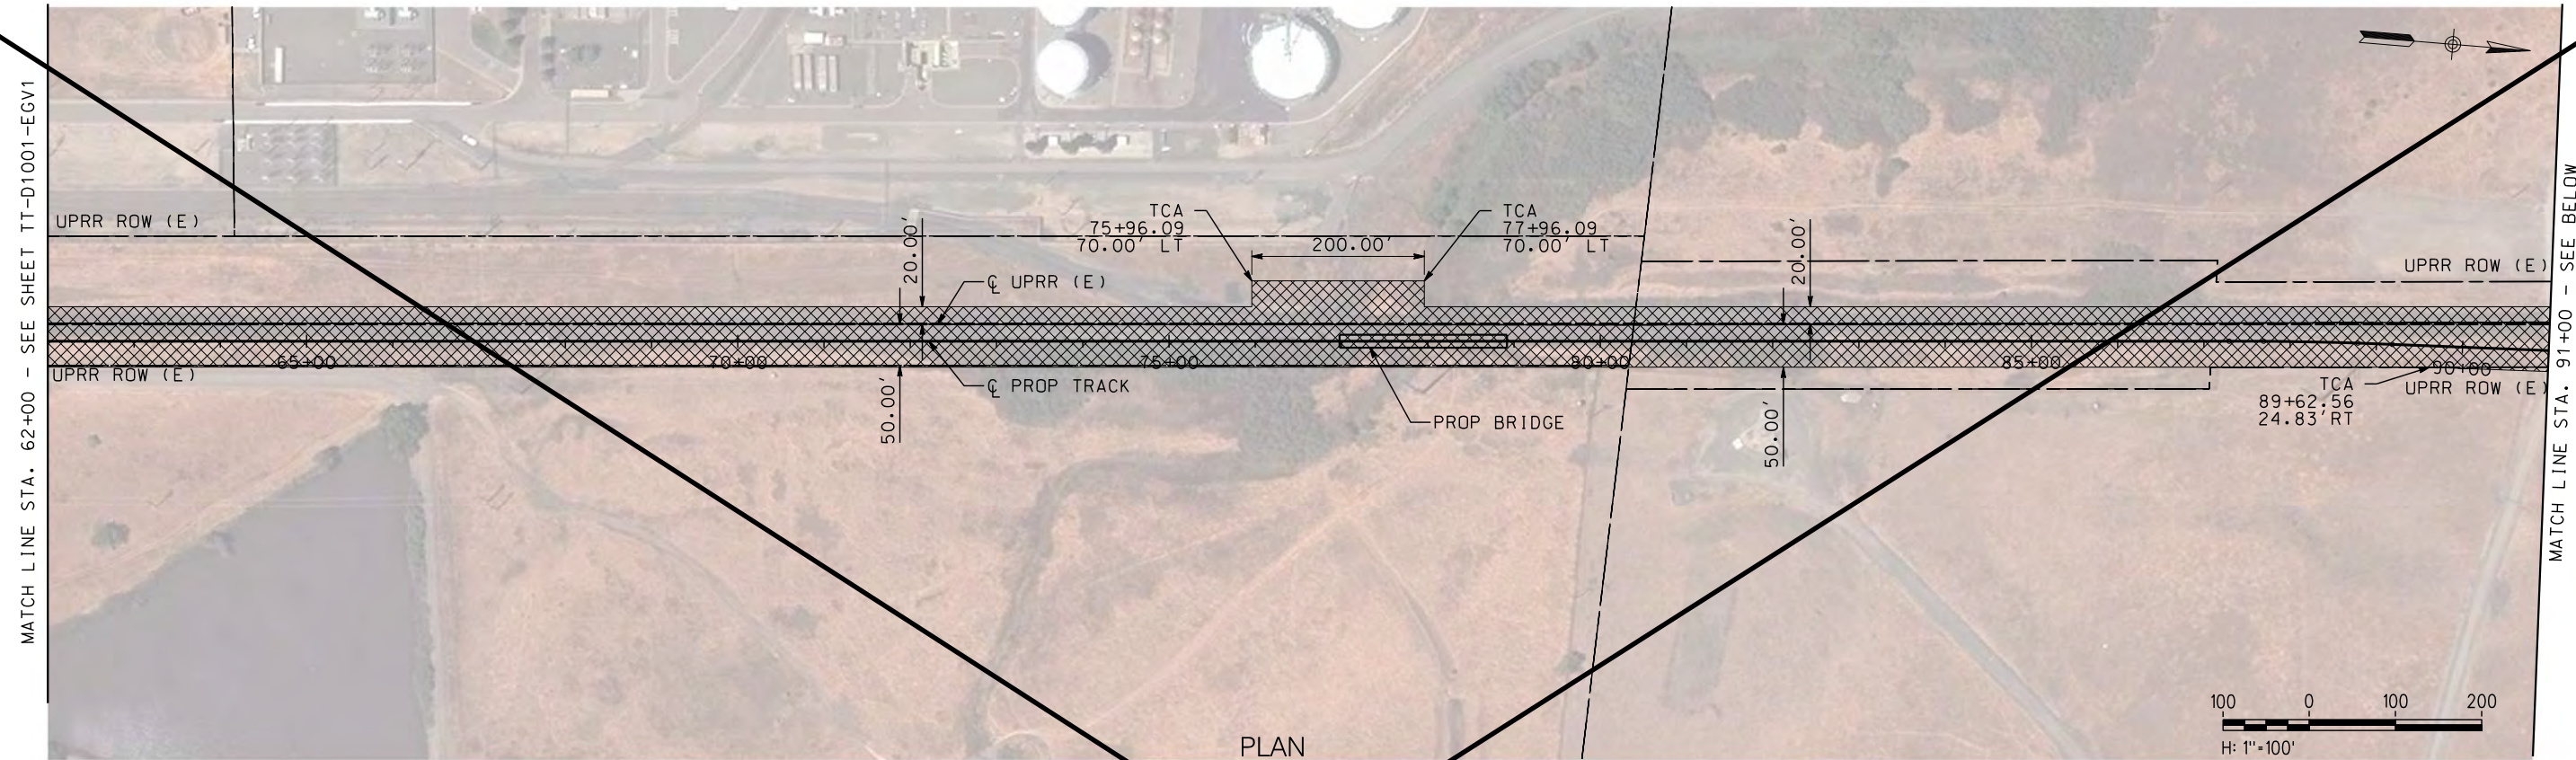 MATCH LINE STA. 62+00 - SEE SHEET TT-D1001-EGV1
UPRR ROW (E)
UPRR ROW (E)
65+00
70+00
75+00
80+00
85+00
90+00
20.00'
50.00'
℄ UPRR (E)
℄ PROP TRACK
TCA
75+96.09
70.00' LT
200.00'
TCA
77+96.09
70.00' LT
PROP BRIDGE
20.00'
50.00'
UPRR ROW (E)
TCA
89+62.56
24.83'RT
UPRR ROW (E)
MATCH LINE STA. 91+00 - SEE BELOW
PLAN
100 0 100 200
H: 1"=100'